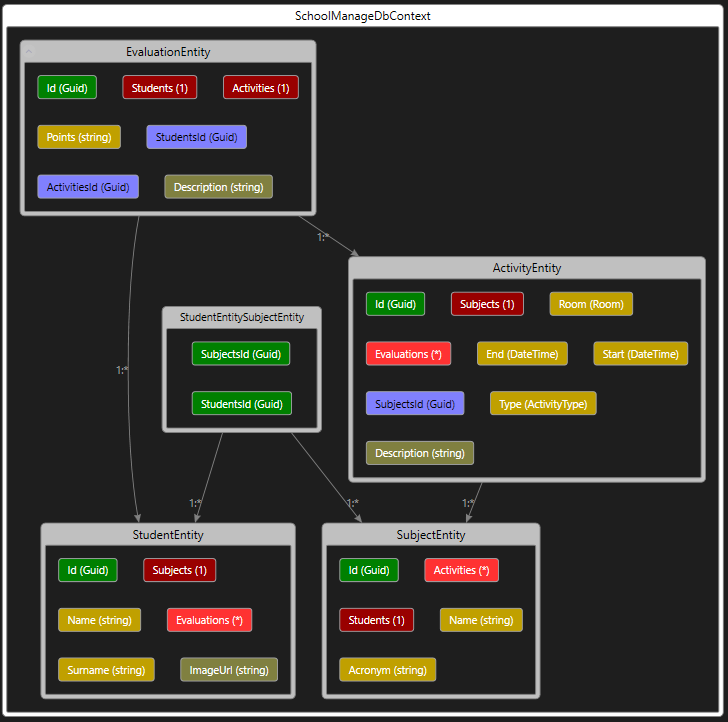 SchoolManageDbContext
EvaluationEntity
Id (Guid) Students (1) Activities (1)
Points (string) StudentsId (Guid)
ActivitiesId (Guid) Description (string)
1:*
ActivityEntity
Id (Guid) Subjects (1) Room (Room)
Evaluations (*) End (DateTime) Start (DateTime)
SubjectsId (Guid) Type (ActivityType)
Description (string)
StudentEntitySubjectEntity
SubjectsId (Guid)
StudentsId (Guid)
1:*
1:* 1:* 1:*
StudentEntity
Id (Guid) Subjects (1)
Name (string) Evaluations (*)
Surname (string) ImageUrl (string)
SubjectEntity
Id (Guid) Activities (*)
Students (1) Name (string)
Acronym (string)